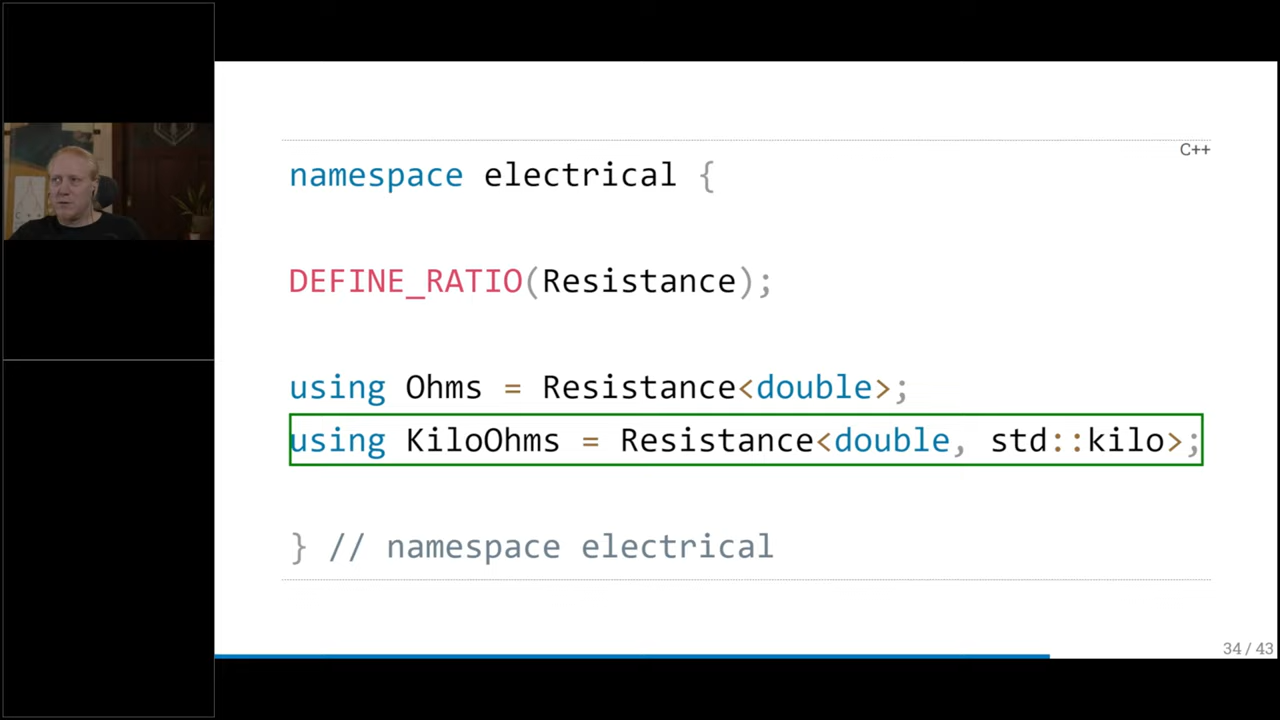 C++
namespace electrical {
DEFINE_RATIO(Resistance);
using Ohms = Resistance<double>;
using KiloOhms = Resistance<double, std::kilo>;
} // namespace electrical
34 / 43